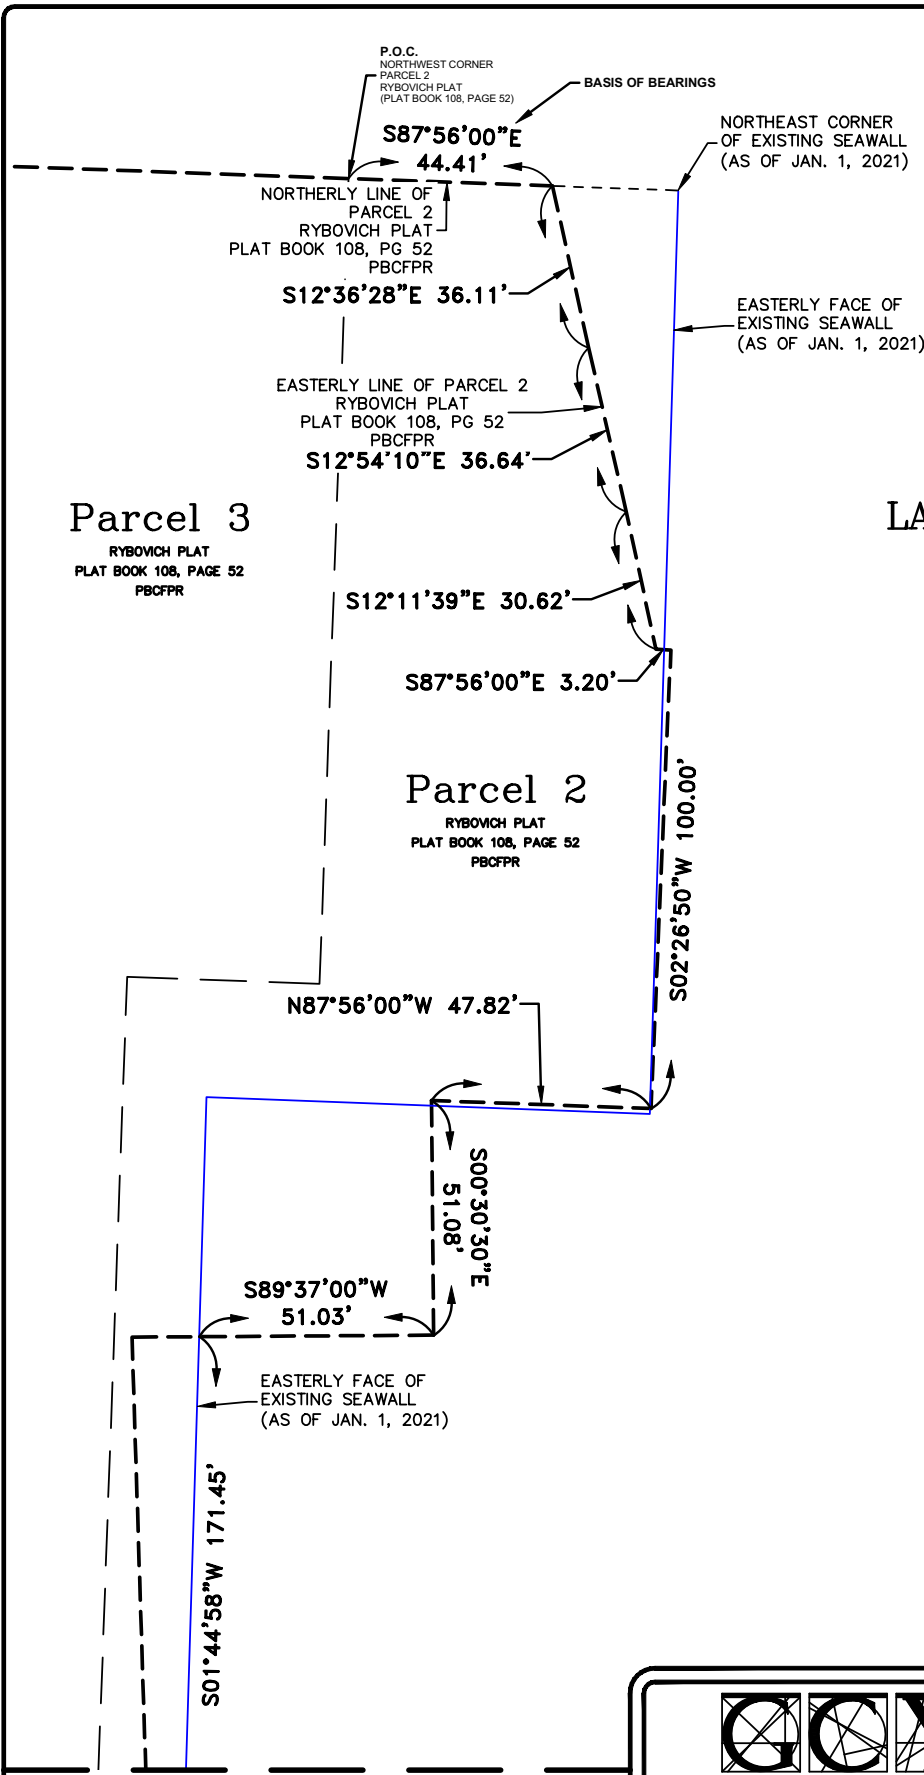 P.O.C.
NORTHWEST CORNER
PARCEL 2
RYBOVICH PLAT
(PLAT BOOK 108, PAGE 52)
BASIS OF BEARINGS
S87°56'00"E
44.41'
NORTHEAST CORNER
OF EXISTING SEAWALL
(AS OF JAN. 1, 2021)
NORTHERLY LINE OF
PARCEL 2
RYBOVICH PLAT
PLAT BOOK 108, PG 52
PBCFPR
S12°36'28"E 36.11'
EASTERLY FACE OF
EXISTING SEAWALL
(AS OF JAN. 1, 2021)
EASTERLY LINE OF PARCEL 2
RYBOVICH PLAT
PLAT BOOK 108, PG 52
PBCFPR
S12°54'10"E 36.64'
Parcel 3
RYBOVICH PLAT
PLAT BOOK 108, PAGE 52
PBCFPR
LA
S12°11'39"E 30.62'
S87°56'00"E 3.20'
Parcel 2
RYBOVICH PLAT
PLAT BOOK 108, PAGE 52
PBCFPR
S02°26'50"W 100.00'
N87°56'00"W 47.82'
S00°30'30"E
51.08'
S89°37'00"W
51.03'
EASTERLY FACE OF
EXISTING SEAWALL
(AS OF JAN. 1, 2021)
S01°44'58"W 171.45'
GCY